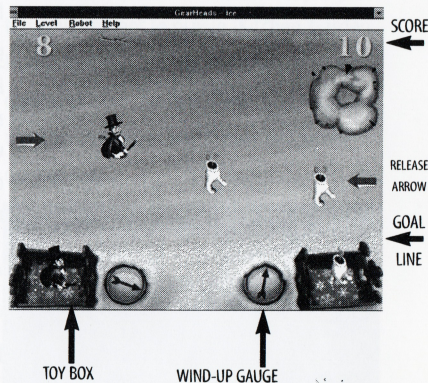 GearHeads - Ice
File Level Robot Help
8
10
SCORE
RELEASE
ARROW
GOAL
LINE
TOY BOX
WIND-UP GAUGE